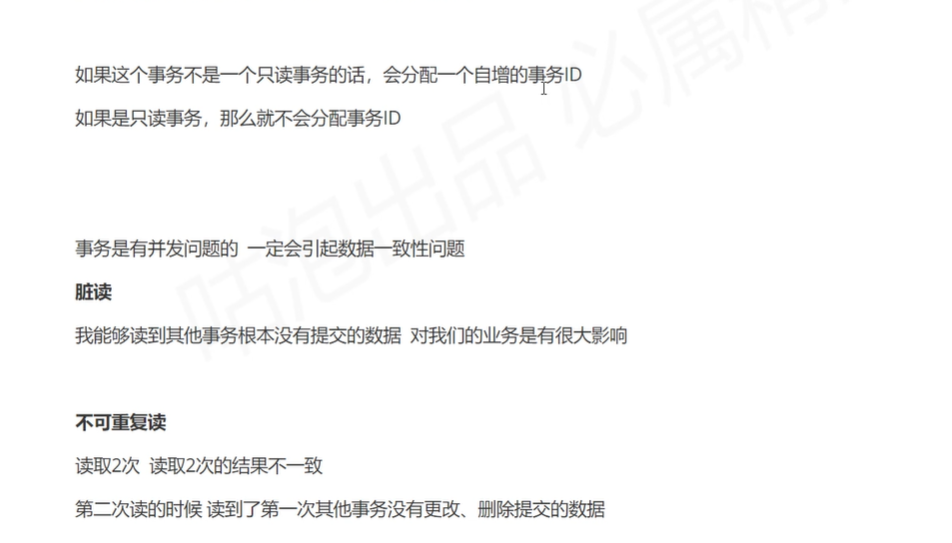 如果这个事务不是一个只读事务的话，会分配一个自增的事务ID
如果是只读事务，那么就不会分配事务ID
事务是有并发问题的 一定会引起数据一致性问题
脏读
我能够读到其他事务根本没有提交的数据 对我们的业务是有很大影响
不可重复读
读取2次 读取2次的结果不一致
第二次读的时候 读到了第一次其他事务没有更改、删除提交的数据
咕泡出品 必属精